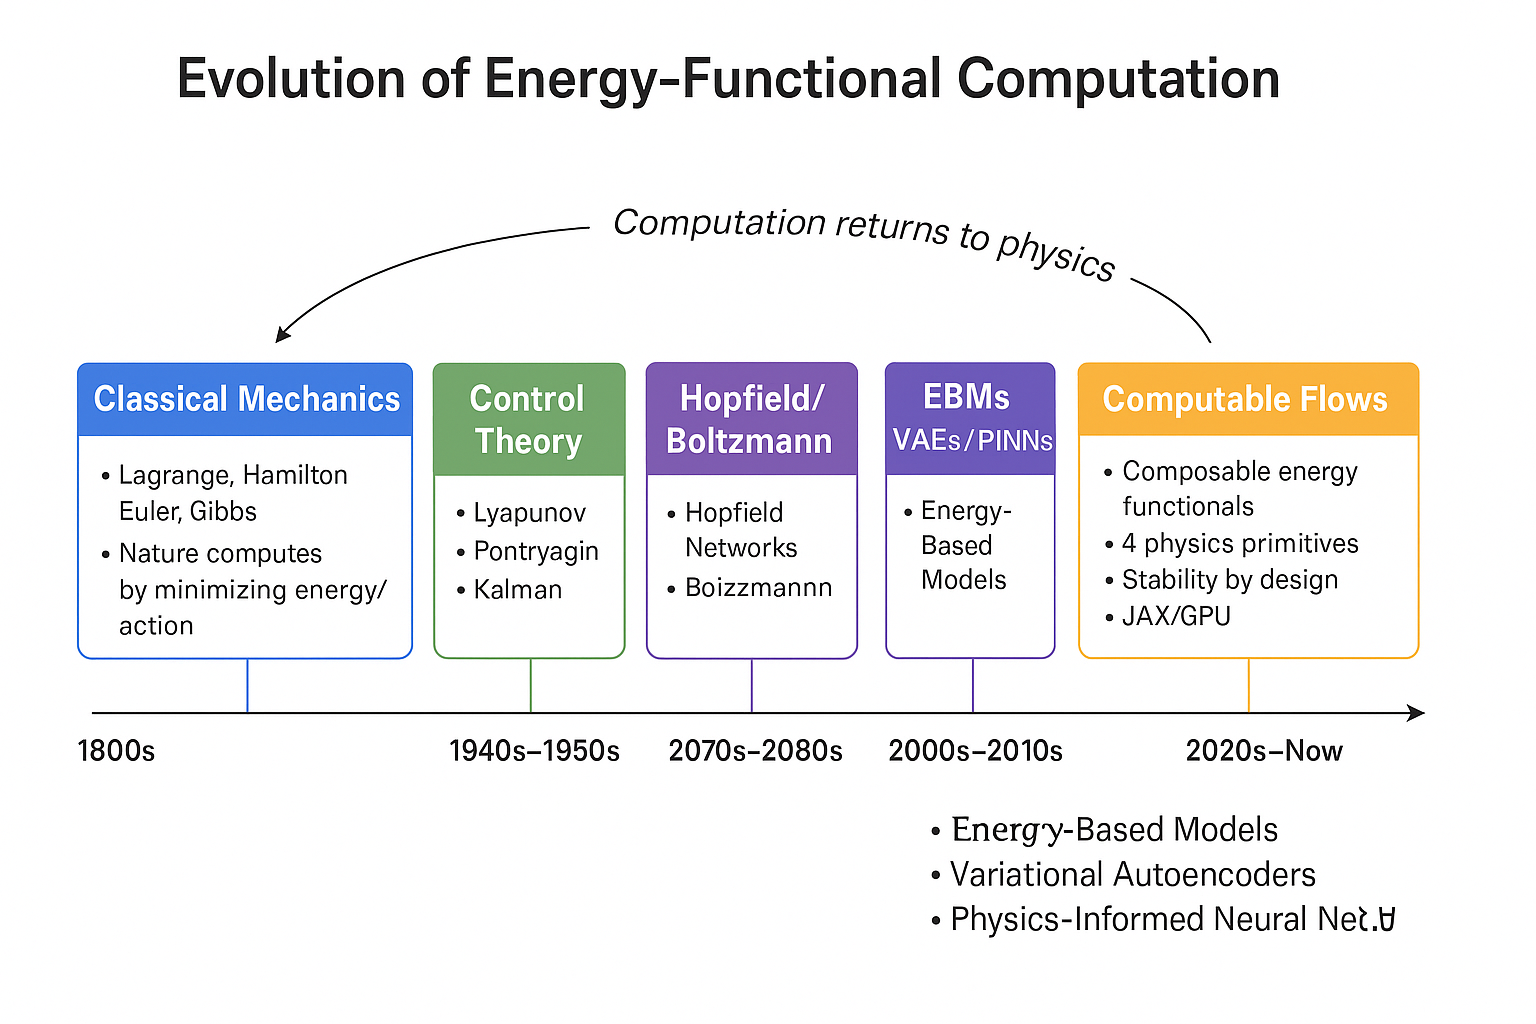 Evolution of Energy-Functional Computation
Computation returns to physics
Classical Mechanics
• Lagrange, Hamilton
Euler, Gibbs
• Nature computes
by minimizing energy/
action
Control
Theory
• Lyapunov
• Pontryagin
• Kalman
Hopfield/
Boltzmann
• Hopfield
Networks
• Boizzmannn
EBMs
VAEs/PINNs
• Energy-
Based
Models
Computable Flows
• Composable energy
functionals
• 4 physics primitives
• Stability by design
• JAX/GPU
1800s
1940s–1950s
2070s–2080s
2000s–2010s
2020s–Now
• Energy-Based Models
• Variational Autoencoders
• Physics-Informed Neural